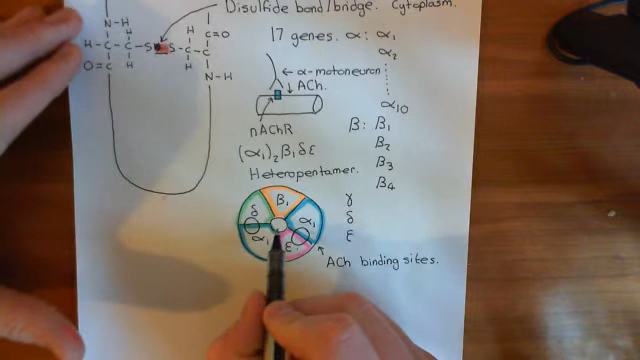 Disulfide bond/bridge. Cytoplasm.
N-H
H
C=O
H-C-C-S S-C-C
O=C H
H
N-H
17 genes. α: α₁
α₂
← α-motoneuron
↓ ACh.
α₁₀
nAChR
β: β₁
(α₁)₂β₁δε
β₂
Heteropentamer.
β₃
β₄
β₁
γ
δ
α₁
δ
α₁
ε
ε
ACh binding sites.